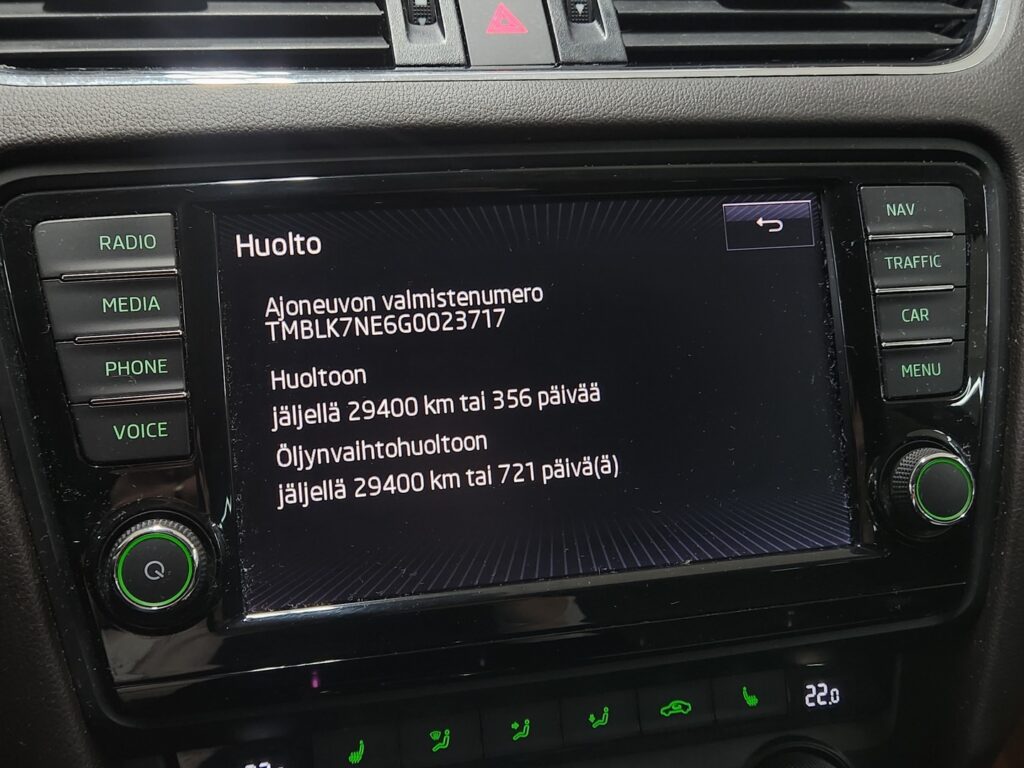 Huolto
Ajoneuvon valmistenumero
TMBLK7NE6G0023717
Huoltoon
jäljellä 29400 km tai 356 päivää
Öljynvaihtohuoltoon
jäljellä 29400 km tai 721 päivä(ä)
RADIO
MEDIA
PHONE
VOICE
NAV
TRAFFIC
CAR
MENU
22.0